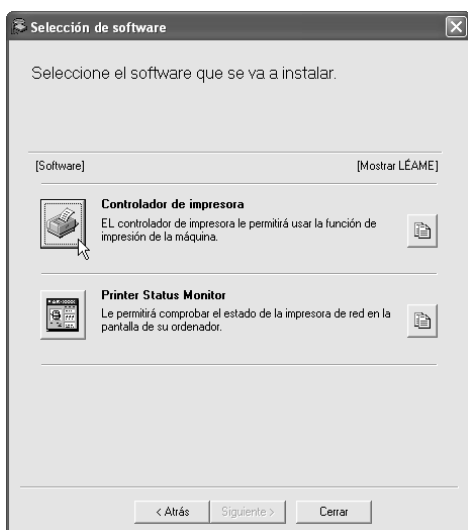 Selección de software
Seleccione el software que se va a instalar.
[Software] [Mostrar LÉAME]
Controlador de impresora
EL controlador de impresora le permitirá usar la función de
impresión de la máquina.
Printer Status Monitor
Le permitirá comprobar el estado de la impresora de red en la
pantalla de su ordenador.
< Atrás Siguiente > Cerrar